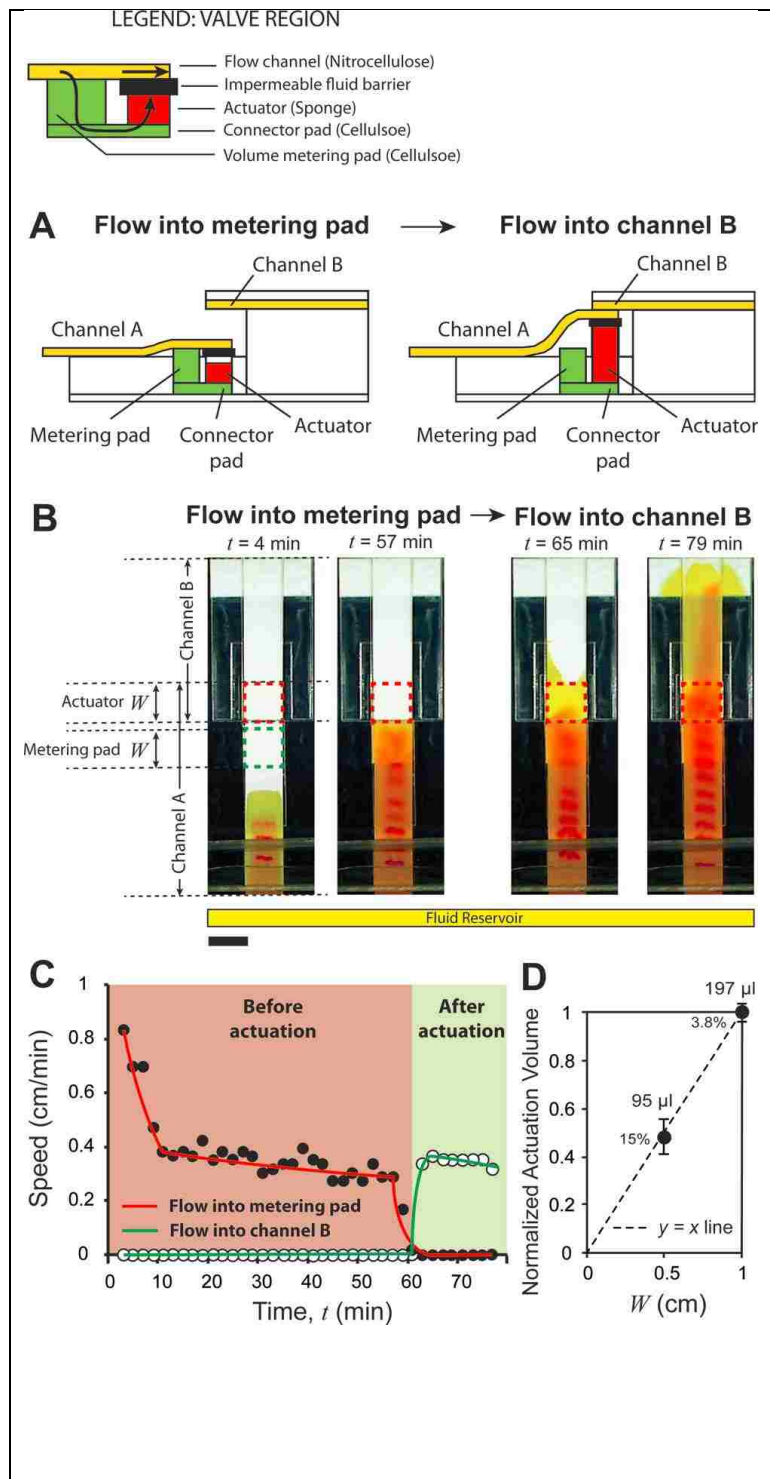 LEGEND: VALVE REGION
Flow channel (Nitrocellulose)
Impermeable fluid barrier
Actuator (Sponge)
Connector pad (Cellulsoe)
Volume metering pad (Cellulsoe)
A Flow into metering pad Flow into channel B
Channel B
Channel A
Metering pad
Connector
pad
Actuator
Channel B
Channel A
Metering pad
Connector
pad
Actuator
B Flow into metering pad Flow into channel B
t = 4 min t = 57 min t = 65 min t = 79 min
Channel B
Actuator W
Metering pad W
Channel A
Fluid Reservoir
C
Speed (cm/min)
1
0.8
0.6
0.4
0.2
0
Before
actuation
After
actuation
Flow into metering pad
Flow into channel B
0 10 20 30 40 50 60 70
Time, t (min)
D
Normalized Actuation Volume
1
0.8
0.6
0.4
0.2
0
197 µl
3.8%
95 µl
15%
y = x line
0 0.5 1
W (cm)